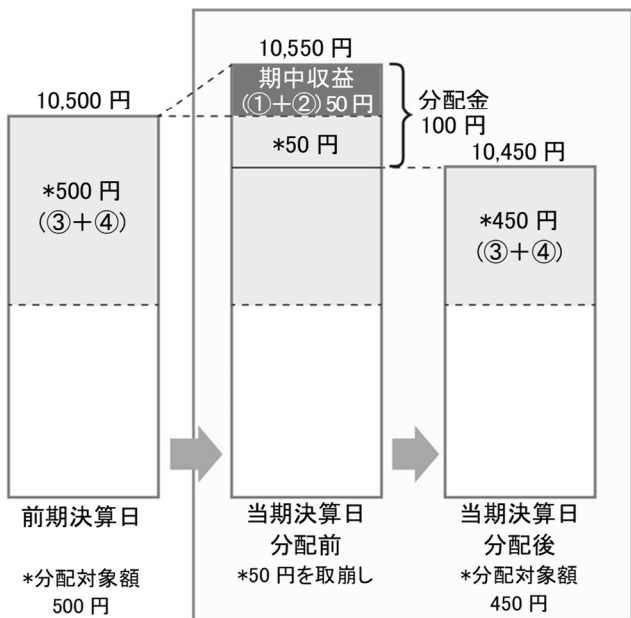 10,500 円
*500 円
(③+④)
前期決算日
*分配対象額
500 円
10,550 円
期中収益
(①+②)50 円
*50 円
分配金
100 円
当期決算日
分配前
*50 円を取崩し
10,450 円
*450 円
(③+④)
当期決算日
分配後
*分配対象額
450 円